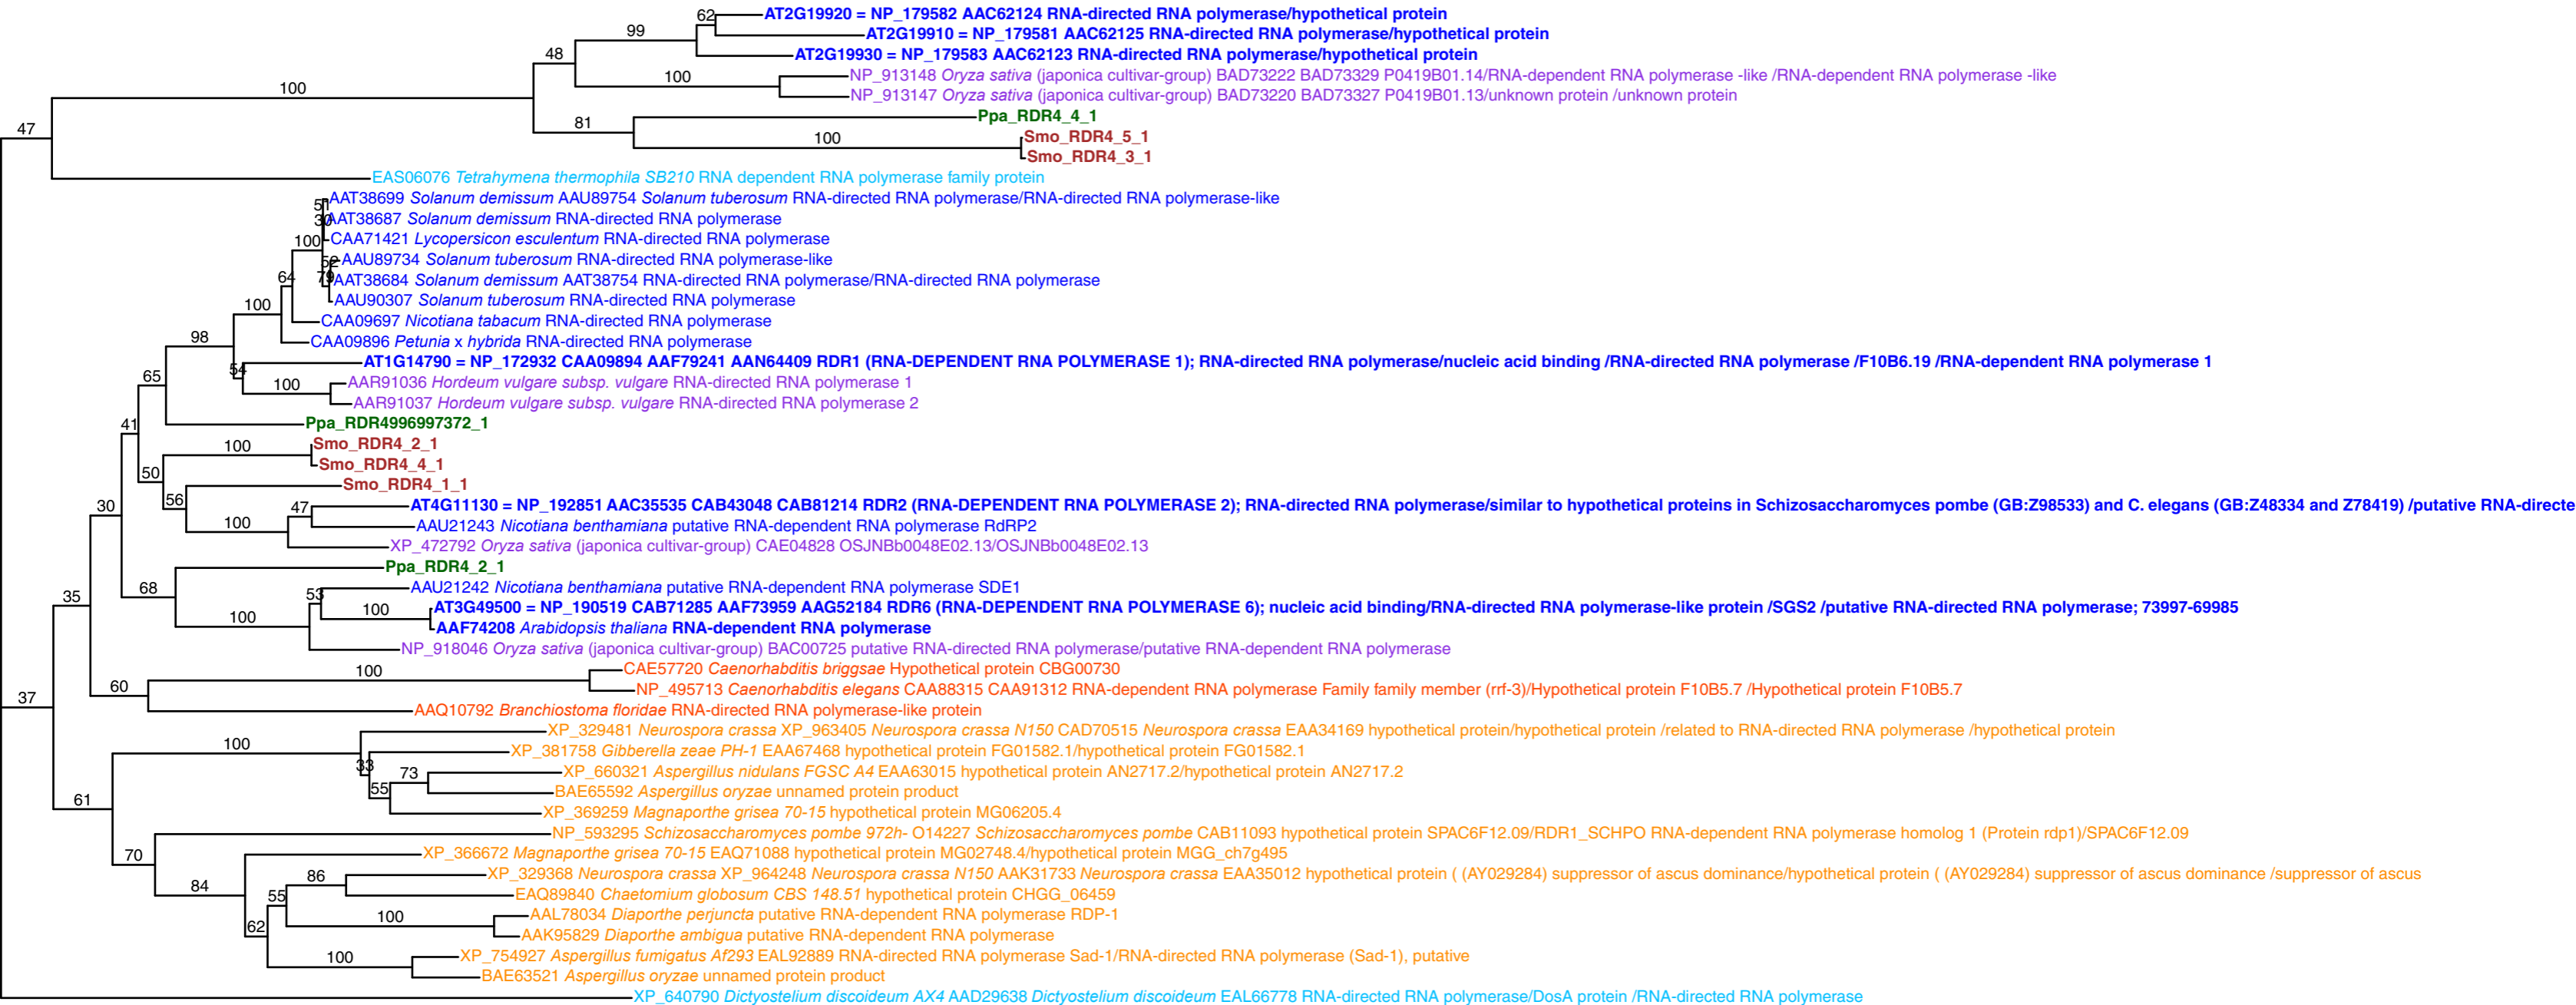 62
AT2G19920 = NP_179582 AAC62124 RNA-directed RNA polymerase/hypothetical protein
99
AT2G19910 = NP_179581 AAC62125 RNA-directed RNA polymerase/hypothetical protein
48
AT2G19930 = NP_179583 AAC62123 RNA-directed RNA polymerase/hypothetical protein
100
NP_913148 Oryza sativa (japonica cultivar-group) BAD73222 BAD73329 P0419B01.14/RNA-dependent RNA polymerase -like /RNA-dependent RNA polymerase -like
100
NP_913147 Oryza sativa (japonica cultivar-group) BAD73220 BAD73327 P0419B01.13/unknown protein /unknown protein
Ppa_RDR4_4_1
47
81
100
Smo_RDR4_5_1
Smo_RDR4_3_1
EAS06076 Tetrahymena thermophila SB210 RNA dependent RNA polymerase family protein
51
AAT38699 Solanum demissum AAU89754 Solanum tuberosum RNA-directed RNA polymerase/RNA-directed RNA polymerase-like
30
AAT38687 Solanum demissum RNA-directed RNA polymerase
100
CAA71421 Lycopersicon esculentum RNA-directed RNA polymerase
52
AAU89734 Solanum tuberosum RNA-directed RNA polymerase-like
64
79
AAT38684 Solanum demissum AAT38754 RNA-directed RNA polymerase/RNA-directed RNA polymerase
100
AAU90307 Solanum tuberosum RNA-directed RNA polymerase
CAA09697 Nicotiana tabacum RNA-directed RNA polymerase
98
CAA09896 Petunia x hybrida RNA-directed RNA polymerase
54
AT1G14790 = NP_172932 CAA09894 AAF79241 AAN64409 RDR1 (RNA-DEPENDENT RNA POLYMERASE 1); RNA-directed RNA polymerase/nucleic acid binding /RNA-directed RNA polymerase /F10B6.19 /RNA-dependent RNA polymerase 1
65
100
AAR91036 Hordeum vulgare subsp. vulgare RNA-directed RNA polymerase 1
AAR91037 Hordeum vulgare subsp. vulgare RNA-directed RNA polymerase 2
41
Ppa_RDR4996997372_1
100
Smo_RDR4_2_1
Smo_RDR4_4_1
50
Smo_RDR4_1_1
30
56
47
AT4G11130 = NP_192851 AAC35535 CAB43048 CAB81214 RDR2 (RNA-DEPENDENT RNA POLYMERASE 2); RNA-directed RNA polymerase/similar to hypothetical proteins in Schizosaccharomyces pombe (GB:Z98533) and C. elegans (GB:Z48334 and Z78419) /putative RNA-directe
100
AAU21243 Nicotiana benthamiana putative RNA-dependent RNA polymerase RdRP2
XP_472792 Oryza sativa (japonica cultivar-group) CAE04828 OSJNBb0048E02.13/OSJNBb0048E02.13
Ppa_RDR4_2_1
35
68
53
AAU21242 Nicotiana benthamiana putative RNA-dependent RNA polymerase SDE1
100
AT3G49500 = NP_190519 CAB71285 AAF73959 AAG52184 RDR6 (RNA-DEPENDENT RNA POLYMERASE 6); nucleic acid binding/RNA-directed RNA polymerase-like protein /SGS2 /putative RNA-directed RNA polymerase; 73997-69985
100
AAF74208 Arabidopsis thaliana RNA-dependent RNA polymerase
NP_918046 Oryza sativa (japonica cultivar-group) BAC00725 putative RNA-directed RNA polymerase/putative RNA-dependent RNA polymerase
100
CAE57720 Caenorhabditis briggsae Hypothetical protein CBG00730
37
60
NP_495713 Caenorhabditis elegans CAA88315 CAA91312 RNA-dependent RNA polymerase Family family member (rrf-3)/Hypothetical protein F10B5.7 /Hypothetical protein F10B5.7
AAQ10792 Branchiostoma floridae RNA-directed RNA polymerase-like protein
XP_329481 Neurospora crassa XP_963405 Neurospora crassa N150 CAD70515 Neurospora crassa EAA34169 hypothetical protein/hypothetical protein /related to RNA-directed RNA polymerase /hypothetical protein
100
XP_381758 Gibberella zeae PH-1 EAA67468 hypothetical protein FG01582.1/hypothetical protein FG01582.1
33
73
XP_660321 Aspergillus nidulans FGSC A4 EAA63015 hypothetical protein AN2717.2/hypothetical protein AN2717.2
55
BAE65592 Aspergillus oryzae unnamed protein product
61
XP_369259 Magnaporthe grisea 70-15 hypothetical protein MG06205.4
NP_593295 Schizosaccharomyces pombe 972h- O14227 Schizosaccharomyces pombe CAB11093 hypothetical protein SPAC6F12.09/RDR1_SCHPO RNA-dependent RNA polymerase homolog 1 (Protein rdp1)/SPAC6F12.09
70
XP_366672 Magnaporthe grisea 70-15 EAQ71088 hypothetical protein MG02748.4/hypothetical protein MGG_ch7g495
84
86
XP_329368 Neurospora crassa XP_964248 Neurospora crassa N150 AAK31733 Neurospora crassa EAA35012 hypothetical protein ( (AY029284) suppressor of ascus dominance/hypothetical protein ( (AY029284) suppressor of ascus dominance /suppressor of ascus
55
EAQ89840 Chaetomium globosum CBS 148.51 hypothetical protein CHGG_06459
100
AAL78034 Diaporthe perjuncta putative RNA-dependent RNA polymerase RDP-1
62
AAK95829 Diaporthe ambigua putative RNA-dependent RNA polymerase
100
XP_754927 Aspergillus fumigatus Af293 EAL92889 RNA-directed RNA polymerase Sad-1/RNA-directed RNA polymerase (Sad-1), putative
BAE63521 Aspergillus oryzae unnamed protein product
XP_640790 Dictyostelium discoideum AX4 AAD29638 Dictyostelium discoideum EAL66778 RNA-directed RNA polymerase/DosA protein /RNA-directed RNA polymerase